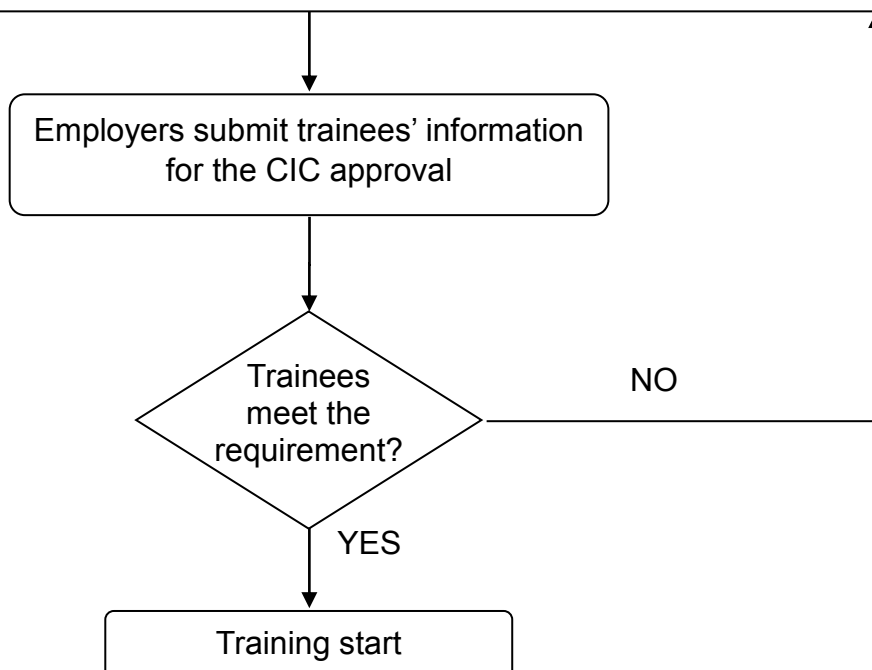 Employers submit trainees’ information
for the CIC approval
Trainees
meet the
requirement?
NO
YES
Training start